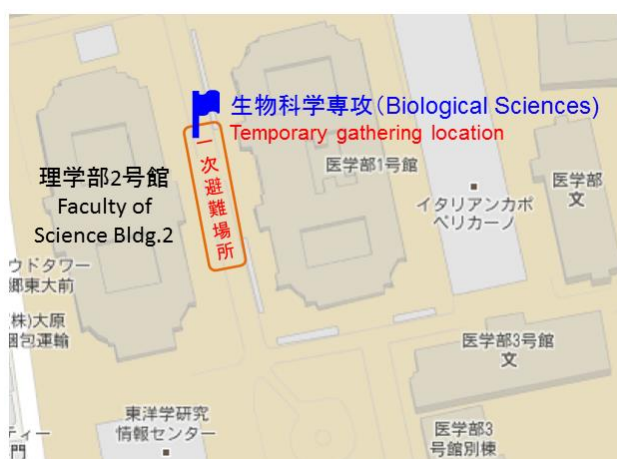 生物科学専攻(Biological Sciences)
Temporary gathering location
一次避難場所
理学部2号館
Faculty of
Science Bldg.2
医学部1号館
イタリアンカポ
ペリカーノ
医学部
文
ウドタワー
郷東大前
(株)大原
梱包運輸
医学部3号館
文
東洋学研究
情報センター
ティー
門
医学部3
号館別棟